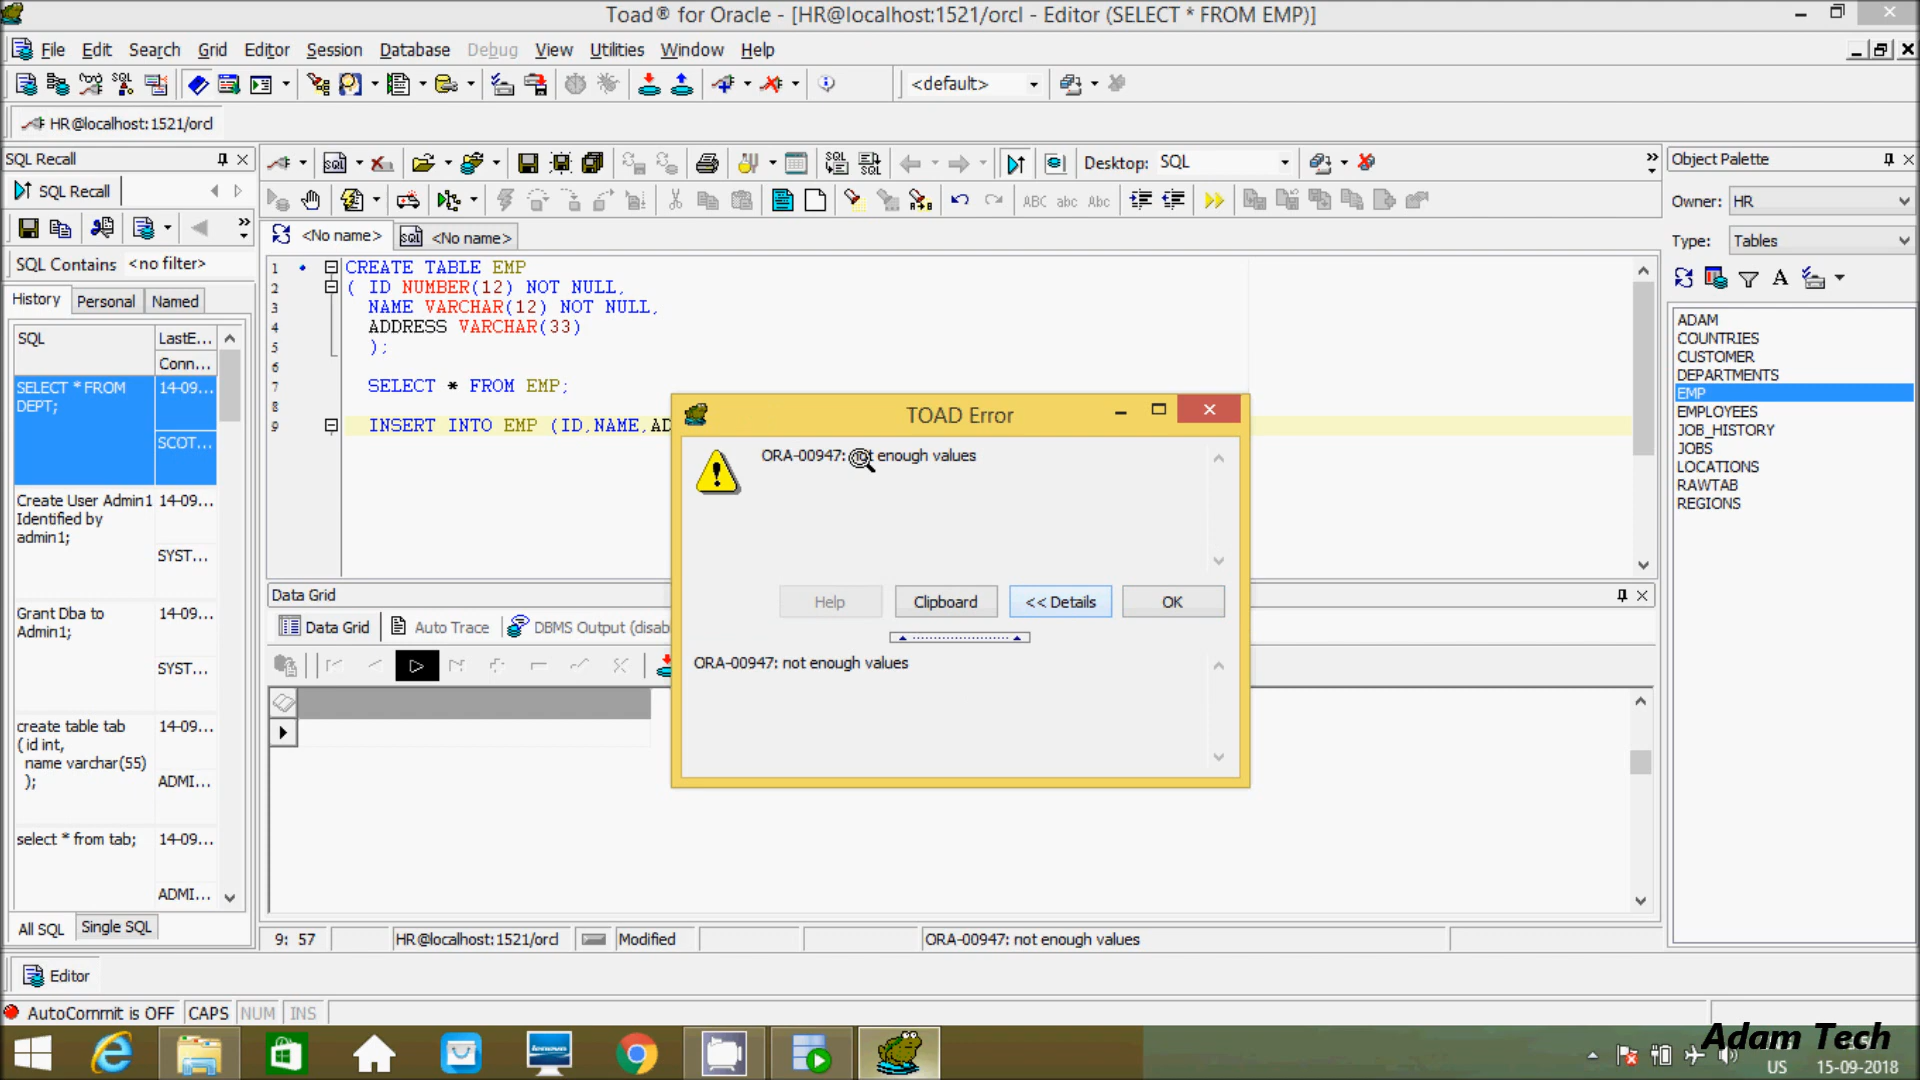 Toad® for Oracle - [HR@localhost:1521/orcl - Editor (SELECT * FROM EMP)]
File Edit Search Grid Editor Session Database Debug View Utilities Window Help
<default>
HR@localhost:1521/orcl
SQL Recall
SQL Recall
SQL Contains <no filter>
History Personal Named
SQL LastE...
Conn...
SELECT * FROM DEPT; 14-09...
SCOT...
Create User Admin1 14-09...
Identified by
admin1;
SYST...
Grant Dba to 14-09...
Admin1;
SYST...
create table tab 14-09...
( id int,
name varchar(55)
); ADMI...
select * from tab; 14-09...
ADMI...
All SQL Single SQL
Desktop: SQL
ABC abc Abc
<No name> <No name>
1 CREATE TABLE EMP
2 ( ID NUMBER(12) NOT NULL,
3 NAME VARCHAR(12) NOT NULL,
4 ADDRESS VARCHAR(33)
5 );
6
7 SELECT * FROM EMP;
8
9 INSERT INTO EMP (ID,NAME,AD
TOAD Error
ORA-00947: enough values
Help Clipboard << Details OK
ORA-00947: not enough values
Data Grid
Data Grid Auto Trace DBMS Output (disab
9: 57 HR@localhost:1521/orcl Modified ORA-00947: not enough values
Object Palette
Owner: HR
Type: Tables
ADAM
COUNTRIES
CUSTOMER
DEPARTMENTS
EMP
EMPLOYEES
JOB_HISTORY
JOBS
LOCATIONS
RAWTAB
REGIONS
Editor
AutoCommit is OFF CAPS NUM INS
Adam Tech
US 15-09-2018